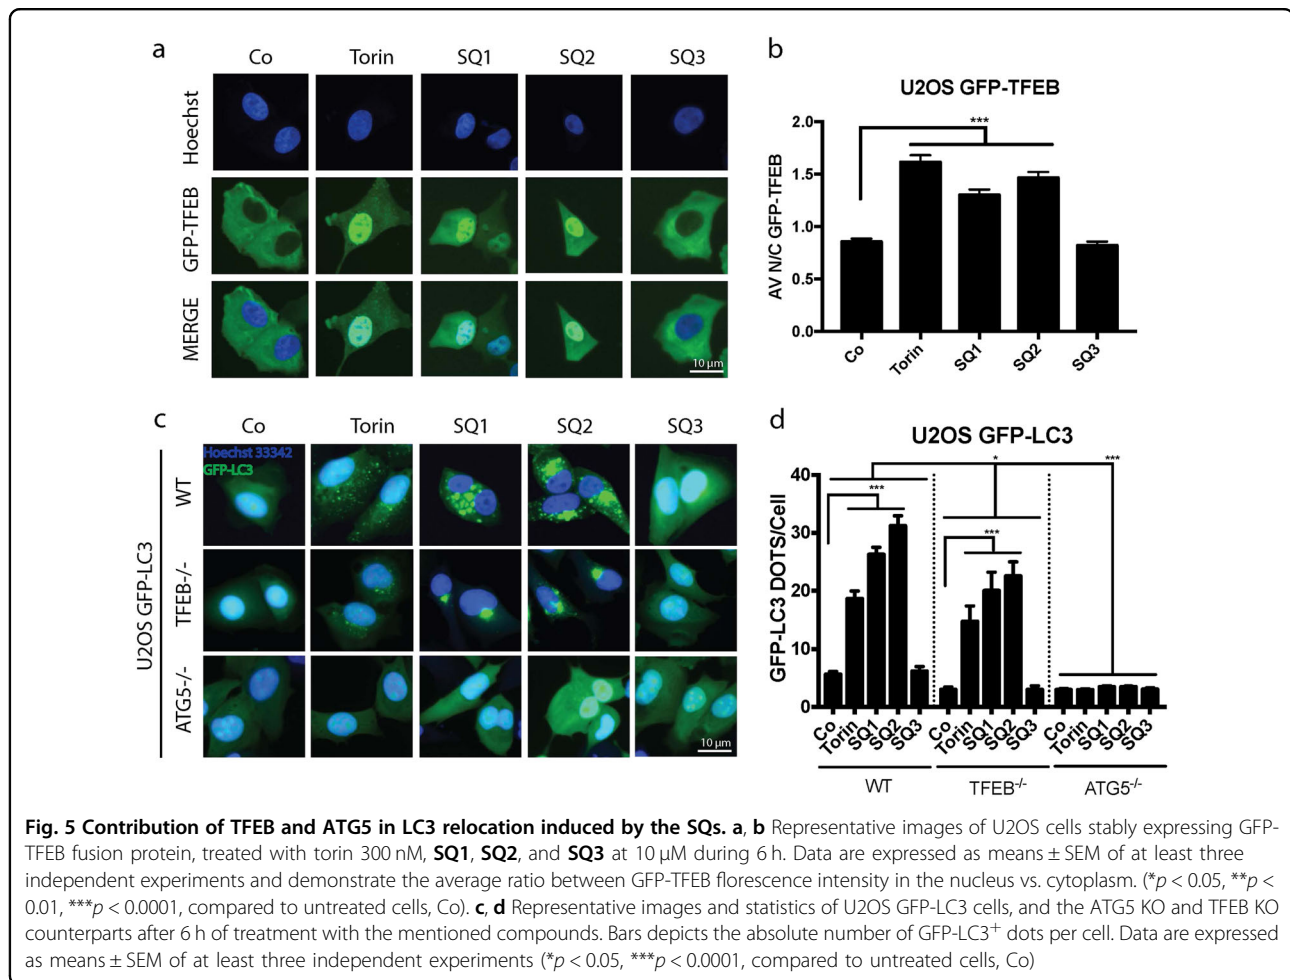 a
Co Torin SQ1 SQ2 SQ3
Hoechst
GFP-TFEB
MERGE
10 µm
b
U2OS GFP-TFEB
AV N/C GFP-TFEB
2.0
1.5
1.0
0.5
0.0
***
Co Torin SQ1 SQ2 SQ3
c
Co Torin SQ1 SQ2 SQ3
Hoechst 33342
GFP-LC3
U2OS GFP-LC3
WT
TFEB-/-
ATG5-/-
10 µm
d
U2OS GFP-LC3
GFP-LC3 DOTS/Cell
40
30
20
10
0
* ***
***
***
Co Torin SQ1 SQ2 SQ3 Co Torin SQ1 SQ2 SQ3 Co Torin SQ1 SQ2 SQ3
WT TFEB-/- ATG5-/-
Fig. 5 Contribution of TFEB and ATG5 in LC3 relocation induced by the SQs. a, b Representative images of U2OS cells stably expressing GFP-
TFEB fusion protein, treated with torin 300 nM, SQ1, SQ2, and SQ3 at 10 µM during 6 h. Data are expressed as means ± SEM of at least three
independent experiments and demonstrate the average ratio between GFP-TFEB florescence intensity in the nucleus vs. cytoplasm. (*p < 0.05, **p <
0.01, ***p < 0.0001, compared to untreated cells, Co). c, d Representative images and statistics of U2OS GFP-LC3 cells, and the ATG5 KO and TFEB KO
counterparts after 6 h of treatment with the mentioned compounds. Bars depicts the absolute number of GFP-LC3+ dots per cell. Data are expressed
as means ± SEM of at least three independent experiments (*p < 0.05, ***p < 0.0001, compared to untreated cells, Co)